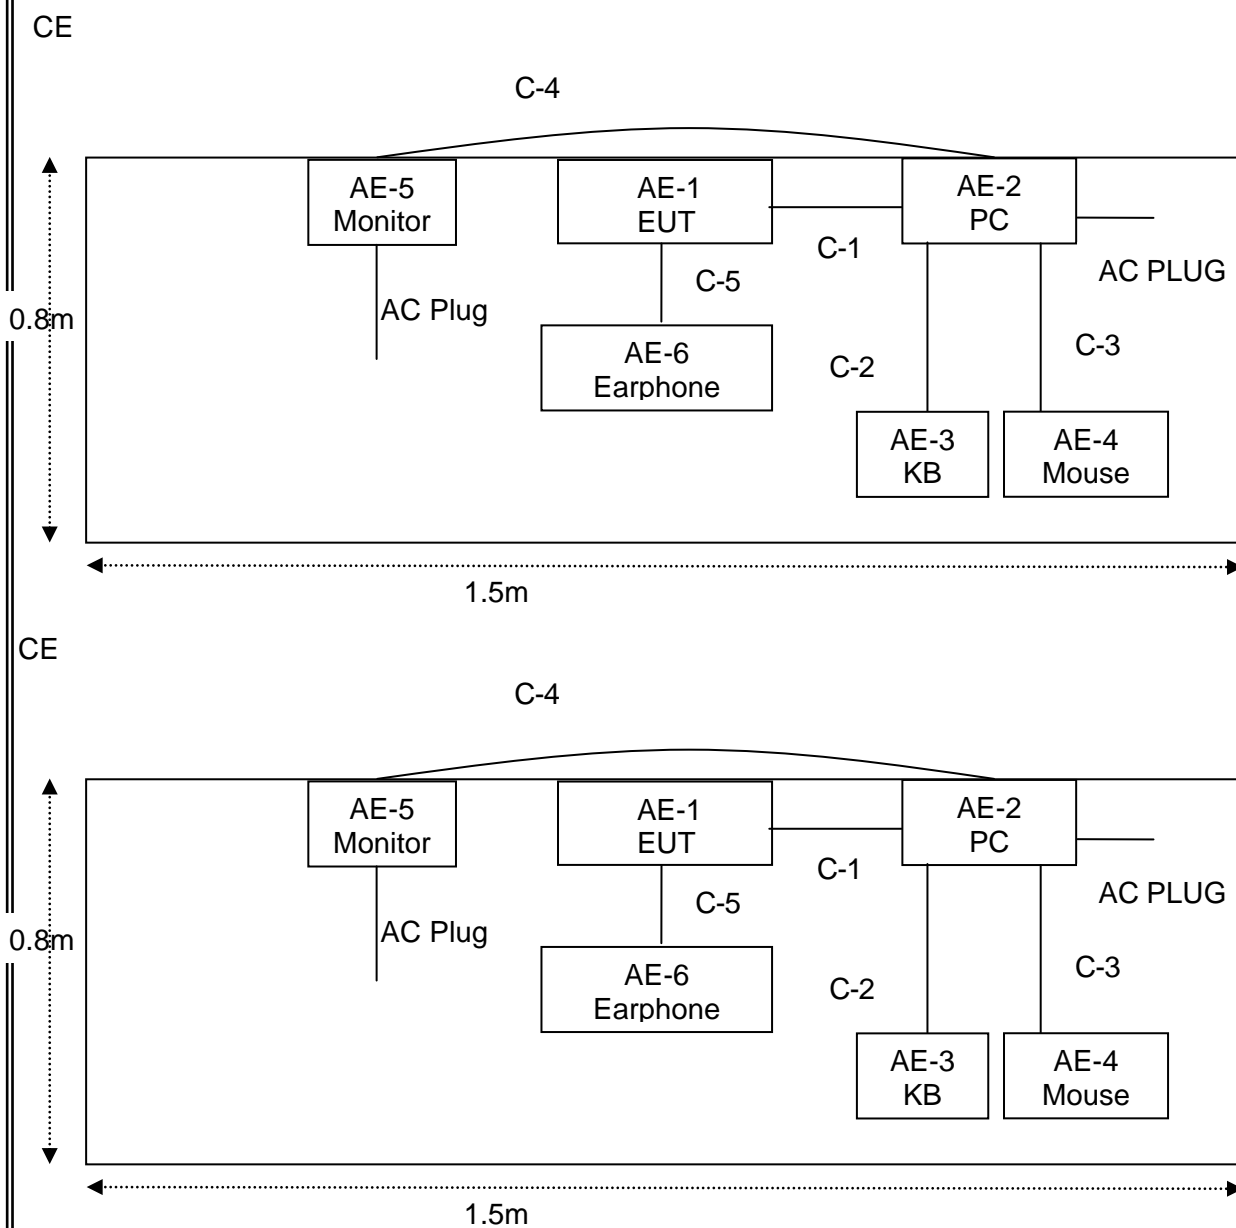 CE
C-4
AE-5
Monitor
AE-1
EUT
AE-2
PC
C-1
C-5
AC PLUG
AC Plug
0.8m
AE-6
Earphone
C-2
C-3
AE-3
KB
AE-4
Mouse
1.5m
CE
C-4
AE-5
Monitor
AE-1
EUT
AE-2
PC
C-1
C-5
AC PLUG
AC Plug
0.8m
AE-6
Earphone
C-2
C-3
AE-3
KB
AE-4
Mouse
1.5m